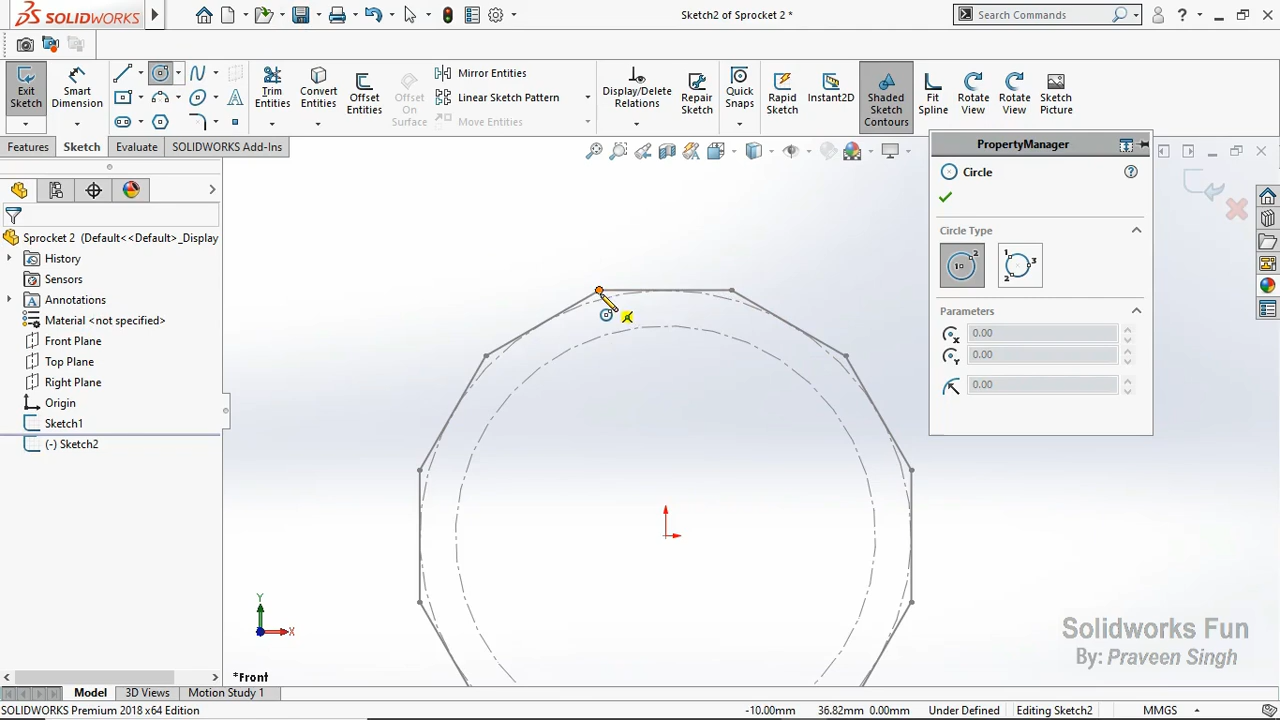 SOLIDWORKS
Sketch2 of Sprocket 2 *
Search Commands
?
Exit Sketch
Smart Dimension
Trim Entities
Convert Entities
Offset Entities
Offset On Surface
Mirror Entities
Linear Sketch Pattern
Move Entities
Display/Delete Relations
Repair Sketch
Quick Snaps
Rapid Sketch
Instant2D
Shaded Sketch Contours
Fit Spline
Rotate View
Rotate View
Sketch Picture
Features
Sketch
Evaluate
SOLIDWORKS Add-Ins
PropertyManager
Circle
Circle Type
Parameters
0.00
0.00
0.00
Sprocket 2 (Default<<Default>_Display
History
Sensors
Annotations
Material <not specified>
Front Plane
Top Plane
Right Plane
Origin
Sketch1
(-) Sketch2
Y
X
*Front
Solidworks Fun
By: Praveen Singh
Model
3D Views
Motion Study 1
SOLIDWORKS Premium 2018 x64 Edition
-10.00mm
36.82mm 0.00mm
Under Defined
Editing Sketch2
MMGS